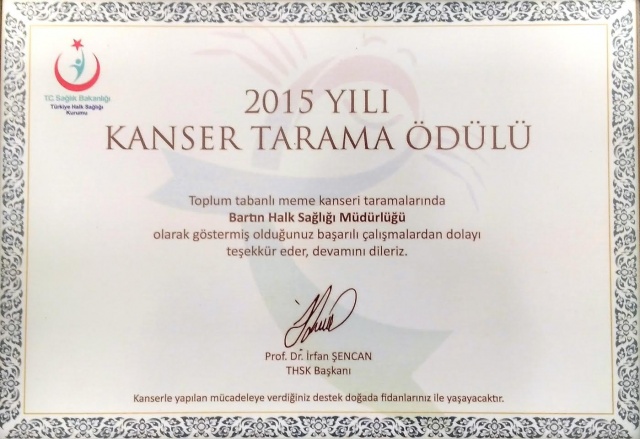 T.C. Sağlık Bakanlığı
Türkiye Halk Sağlığı
Kurumu
2015 YILI
KANSER TARAMA ÖDÜLÜ
Toplum tabanlı meme kanseri taramalarında
Bartın Halk Sağlığı Müdürlüğü
olarak göstermiş olduğunuz başarılı çalışmalardan dolayı
teşekkür eder, devamını dileriz.
Prof. Dr. İrfan ŞENCAN
THSK Başkanı
Kanserle yapılan mücadeleye verdiğiniz destek doğada fidanlarınız ile yaşayacaktır.